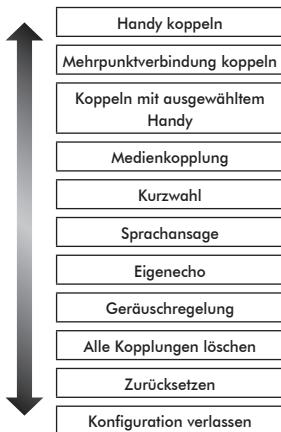 Handy koppeln
Mehrpunktverbindung koppeln
Koppeln mit ausgewähltem
Handy
Medienkopplung
Kurzwahl
Sprachansage
Eigenecho
Geräuschregelung
Alle Kopplungen löschen
Zurücksetzen
Konfiguration verlassen